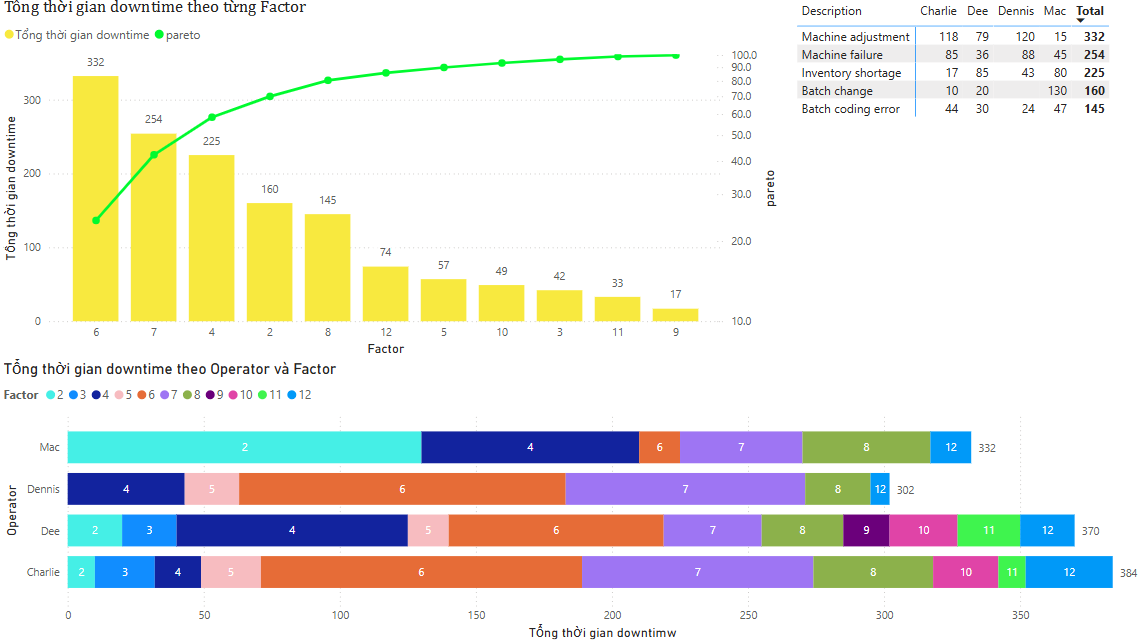 Tổng thời gian downtime theo từng Factor
Tổng thời gian downtime pareto
332
254
225
160
145
74
57
49
42
33
17
300
200
100
0
Tổng thời gian downtime
100.0
90.0
80.0
70.0
60.0
50.0
40.0
30.0
20.0
10.0
pareto
6 7 4 2 8 12 5 10 3 11 9
Factor
Description Charlie Dee Dennis Mac Total
Machine adjustment 118 79 120 15 332
Machine failure 85 36 88 45 254
Inventory shortage 17 85 43 80 225
Batch change 10 20 130 160
Batch coding error 44 30 24 47 145
Tổng thời gian downtime theo Operator và Factor
Factor 2 3 4 5 6 7 8 9 10 11 12
Operator
Mac 2 4 6 7 8 12 332
Dennis 4 5 6 7 8 12 302
Dee 2 3 4 5 6 7 8 9 10 11 12 370
Charlie 2 3 4 5 6 7 8 10 11 12 384
0 50 100 150 200 250 300 350
Tổng thời gian downtimw